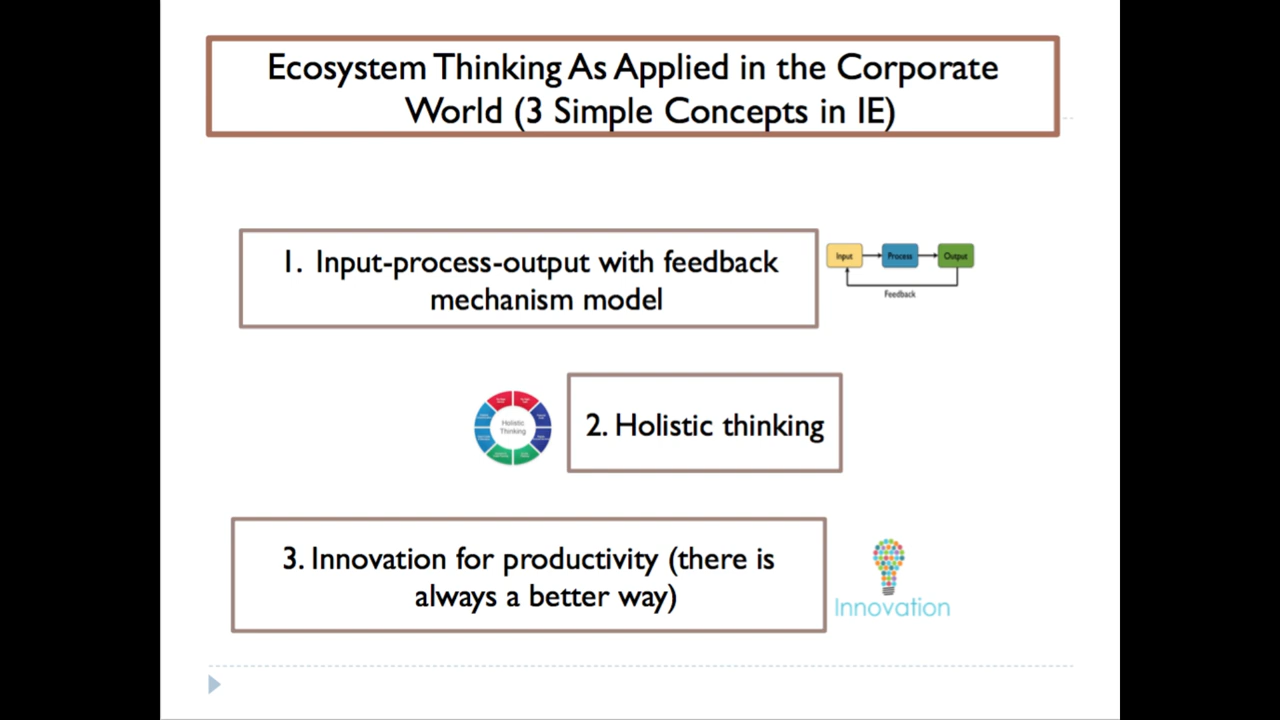 Ecosystem Thinking As Applied in the Corporate
World (3 Simple Concepts in IE)
1. Input-process-output with feedback
mechanism model
Input
Process
Output
Feedback
Holistic
Thinking
2. Holistic thinking
3. Innovation for productivity (there is
always a better way)
Innovation